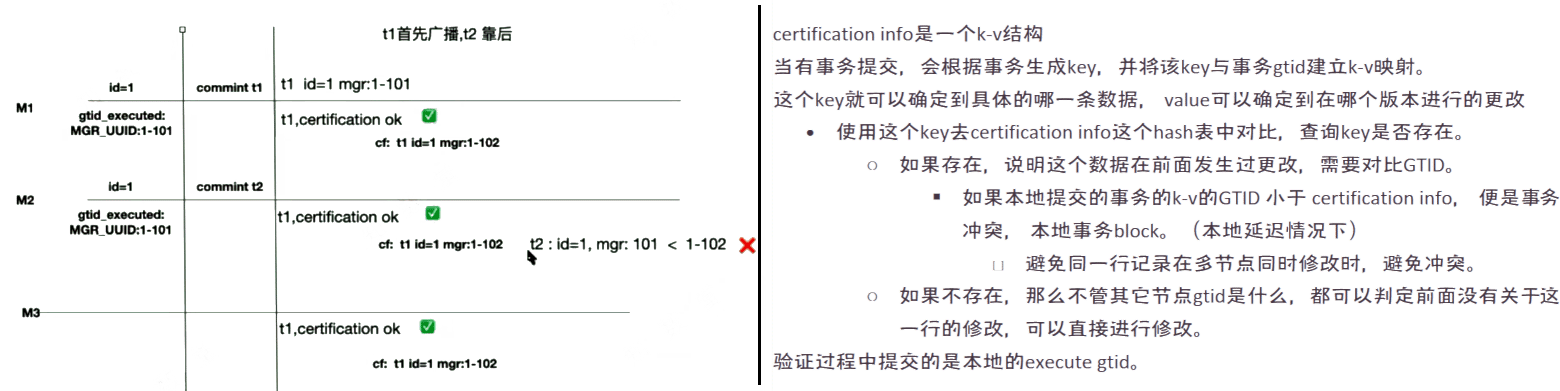 t1首先广播,t2 靠后
id=1
commint t1
t1 id=1 mgr:1-101
M1
gtid_executed:
MGR_UUID:1-101
t1,certification ok
cf: t1 id=1 mgr:1-102
id=1
commint t2
M2
gtid_executed:
MGR_UUID:1-101
t1,certification ok
cf: t1 id=1 mgr:1-102
t2 : id=1, mgr: 101 < 1-102
M3
t1,certification ok
cf: t1 id=1 mgr:1-102
certification info是一个k-v结构
当有事务提交，会根据事务生成key，并将该key与事务gtid建立k-v映射。
这个key就可以确定到具体的哪一条数据， value可以确定到在哪个版本进行的更改
使用这个key去certification info这个hash表中对比，查询key是否存在。
如果存在，说明这个数据在前面发生过更改，需要对比GTID。
如果本地提交的事务的k-v的GTID 小于 certification info， 便是事务
冲突， 本地事务block。（本地延迟情况下）
避免同一行记录在多节点同时修改时，避免冲突。
如果不存在，那么不管其它节点gtid是什么，都可以判定前面没有关于这
一行的修改，可以直接进行修改。
验证过程中提交的是本地的execute gtid。